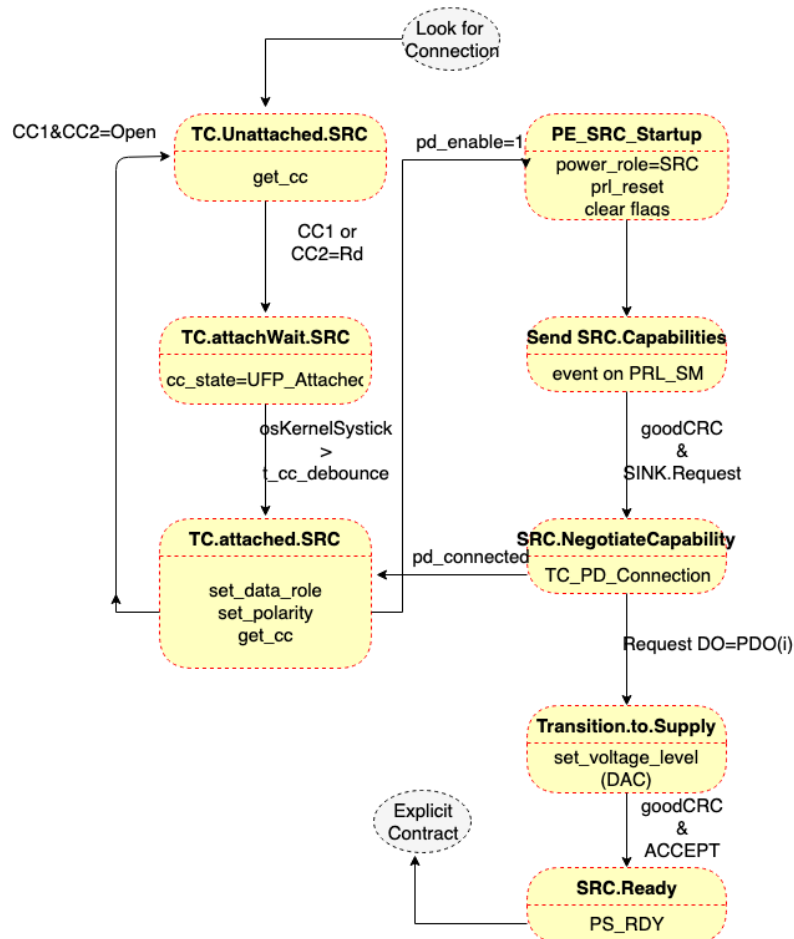 Look for
Connection
CC1&CC2=Open
TC.Unattached.SRC
get_cc
pd_enable=1
PE_SRC_Startup
power_role=SRC
prl_reset
clear flags
CC1 or
CC2=Rd
TC.attachWait.SRC
cc_state=UFP_Attached
Send SRC.Capabilities
event on PRL_SM
osKernelSystick
>
t_cc_debounce
goodCRC
&
SINK.Request
TC.attached.SRC
set_data_role
set_polarity
get_cc
pd_connected
SRC.NegotiateCapability
TC_PD_Connection
Request DO=PDO(i)
Transition.to.Supply
set_voltage_level
(DAC)
goodCRC
&
ACCEPT
Explicit
Contract
SRC.Ready
PS_RDY